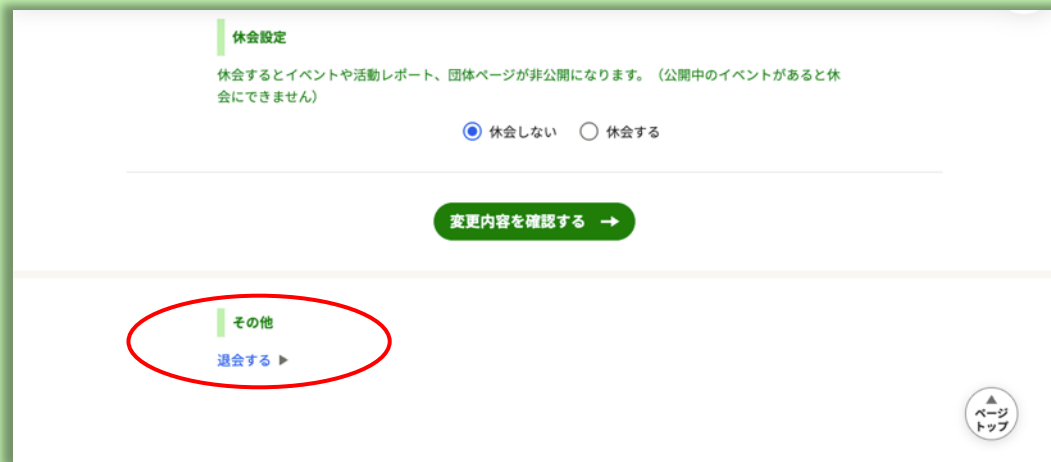 休会設定
休会するとイベントや活動レポート、団体ページが非公開になります。（公開中のイベントがあると休
会にできません）
休会しない 休会する
変更内容を確認する →
その他
退会する ▶
▲
ページ
トップ